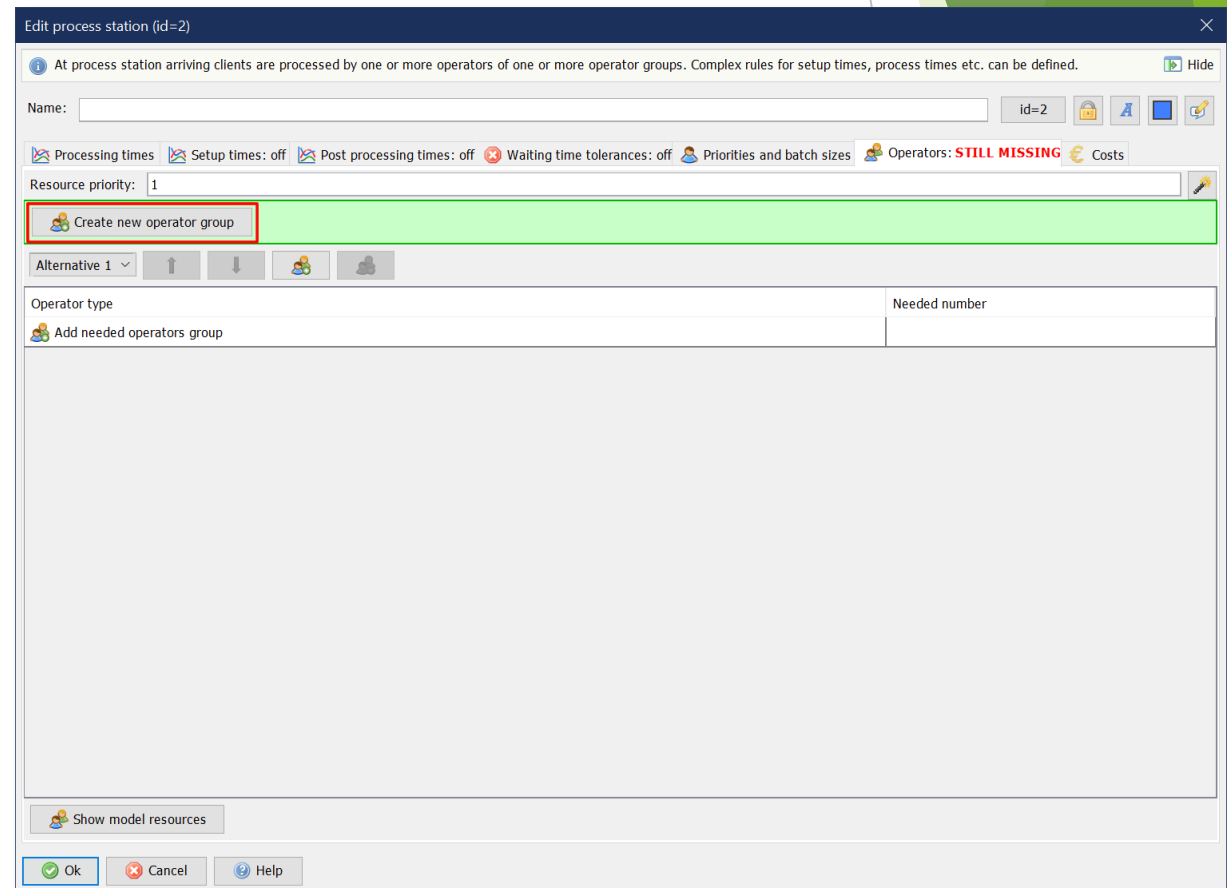 Edit process station (id=2)
At process station arriving clients are processed by one or more operators of one or more operator groups. Complex rules for setup times, process times etc. can be defined. Hide
Name: id=2 A
Processing times Setup times: off Post processing times: off Waiting time tolerances: off Priorities and batch sizes Operators: STILL MISSING € Costs
Resource priority: 1
Create new operator group
Alternative 1
Operator type Needed number
Add needed operators group
Show model resources
Ok Cancel Help